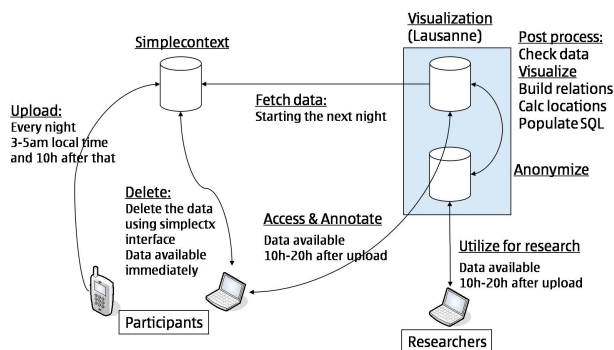 Simplecontext
Visualization
(Lausanne)
Post process:
Check data
Visualize
Build relations
Calc locations
Populate SQL
Upload:
Every night
3-5am local time
and 10h after that
Fetch data:
Starting the next night
Anonymize
Delete:
Delete the data
using simplectx
interface
Data available
immediately
Access & Annotate
Data available
10h-20h after upload
Utilize for research
Data available
10h-20h after upload
Participants
Researchers